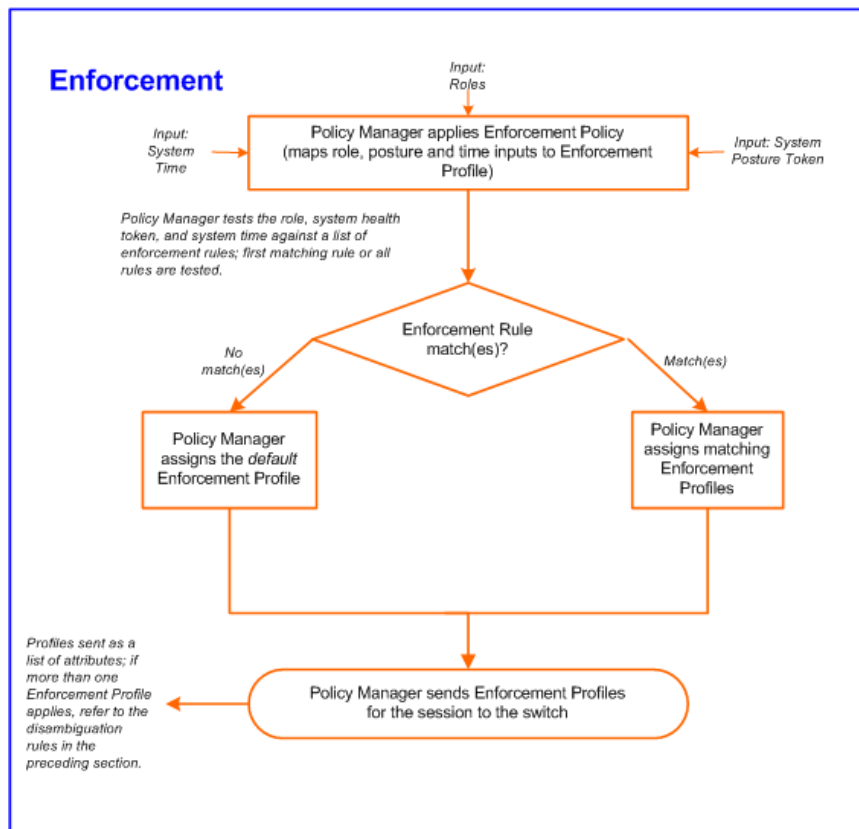 Enforcement
Input:
Roles
Input:
System
Time
Policy Manager applies Enforcement Policy
(maps role, posture and time inputs to Enforcement
Profile)
Input: System
Posture Token
Policy Manager tests the role, system health
token, and system time against a list of
enforcement rules; first matching rule or all
rules are tested.
Enforcement Rule
match(es)?
No
match(es)
Match(es)
Policy Manager
assigns the default
Enforcement Profile
Policy Manager
assigns matching
Enforcement
Profiles
Profiles sent as a
list of attributes; if
more than one
Enforcement Profile
applies, refer to the
disambiguation
rules in the
preceding section.
Policy Manager sends Enforcement Profiles
for the session to the switch